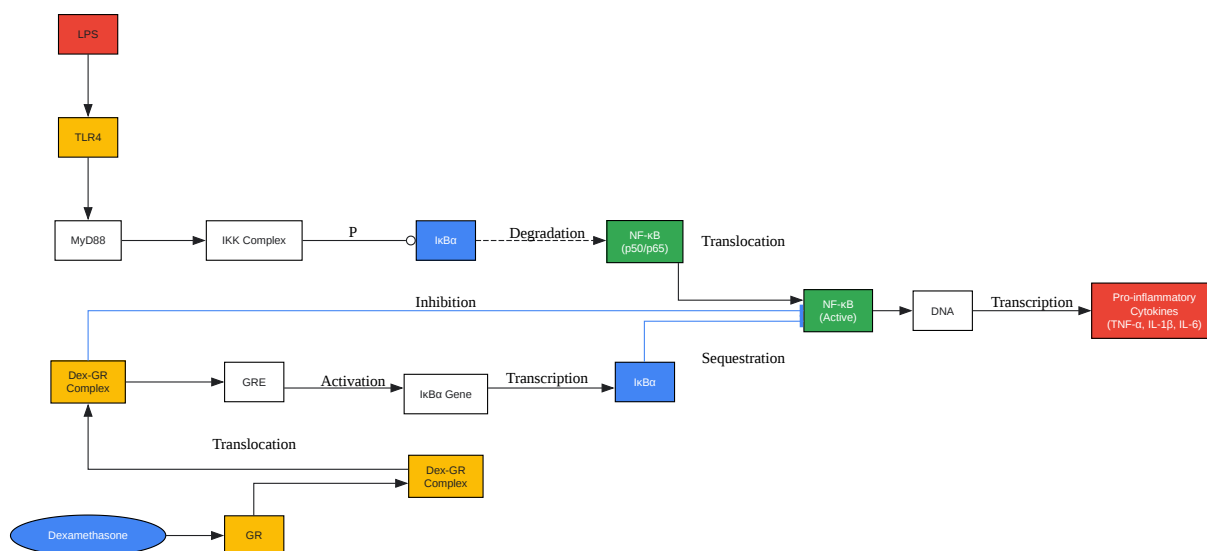 LPS
TLR4
MyD88
IKK Complex
P
IκBα
Degradation
NF-κB
(p50/p65)
Translocation
Inhibition
NF-κB
(Active)
DNA
Transcription
Pro-inflammatory
Cytokines
(TNF-α, IL-1β, IL-6)
Sequestration
Dex-GR
Complex
GRE
Activation
IκBα Gene
Transcription
IκBα
Translocation
Dex-GR
Complex
Dexamethasone
GR